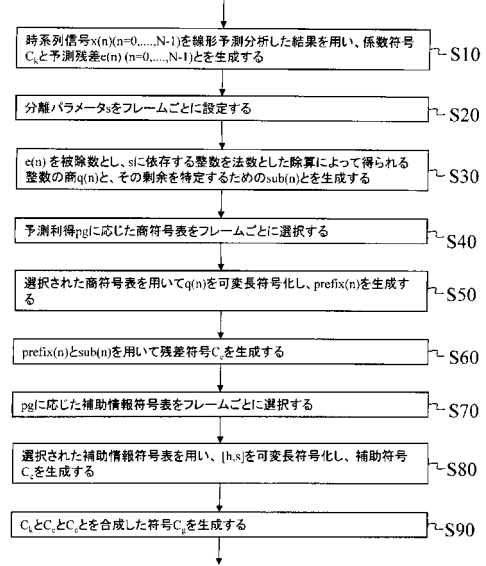 時系列信号x(n)(n=0,....,N-1)を線形予測分析した結果を用い、係数符号
Cₖと予測残差e(n) (n=0,....,N-1)とを生成する
S10
分離パラメータsをフレームごとに設定する
S20
e(n) を被除数とし、sに依存する整数を法数とした除算によって得られる
整数の商q(n)と、その剰余を特定するためのsub(n)とを生成する
S30
予測利得pgに応じた商符号表をフレームごとに選択する
S40
選択された商符号表を用いてq(n)を可変長符号化し、prefix(n)を生成す
る
S50
prefix(n)とsub(n)を用いて残差符号Cₑを生成する
S60
pgに応じた補助情報符号表をフレームごとに選択する
S70
選択された補助情報符号表を用い、[h,s]を可変長符号化し、補助符号
C꜀を生成する
S80
CₖとCₑとC꜀とを合成した符号Cgを生成する
S90